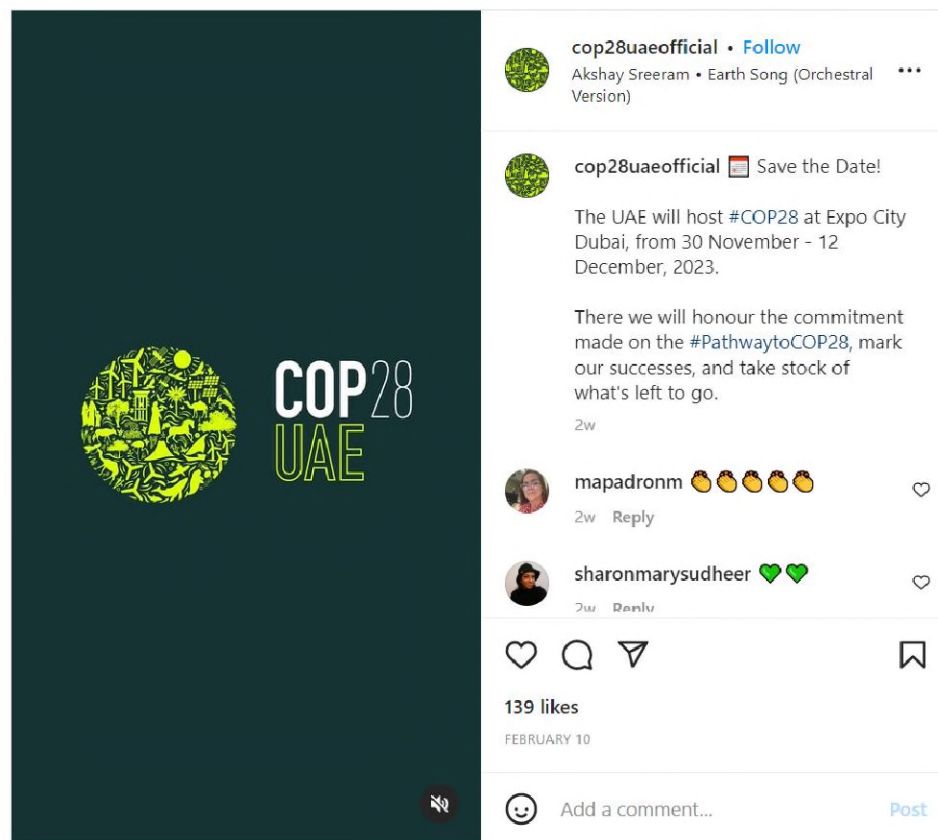 COP28
UAE
cop28uaeofficial • Follow
Akshay Sreeram • Earth Song (Orchestral
Version)
cop28uaeofficial Save the Date!
The UAE will host #COP28 at Expo City
Dubai, from 30 November - 12
December, 2023.
There we will honour the commitment
made on the #PathwaytoCOP28, mark
our successes, and take stock of
what's left to go.
2w
mapadronm
2w Reply
sharonmarysudheer
2w Reply
139 likes
FEBRUARY 10
Add a comment...
Post